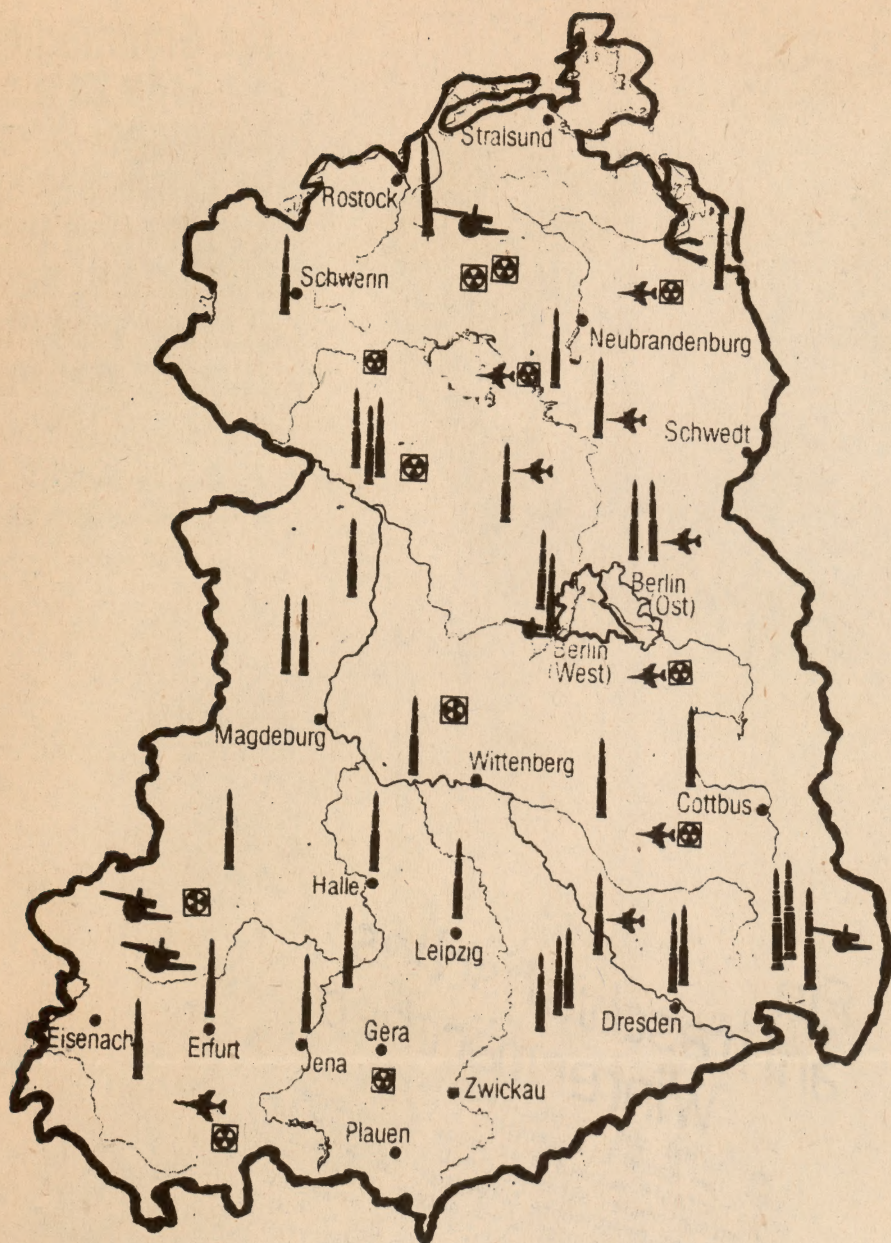 Stralsund
Rostock
Schwerin
Neubrandenburg
Schwedt
Berlin
(Ost)
Berlin
(West)
Magdeburg
Wittenberg
Cottbus
Halle
Leipzig
Dresden
Eisenach
Erfurt
Jena
Gera
Zwickau
Plauen